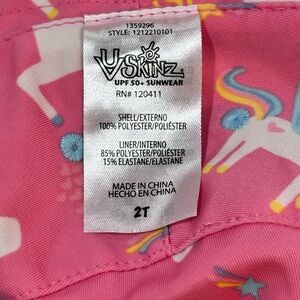 1359296
STYLE: 1212210101
UV SKINZ
UPF 50+ SUNWEAR
RN# 120411
SHELL/EXTERNO
100% POLYESTER/POLIÉSTER
LINER/INTERNO
85% POLYESTER/POLIÉSTER
15% ELASTANE/ELASTANE
MADE IN CHINA
HECHO EN CHINA
2T